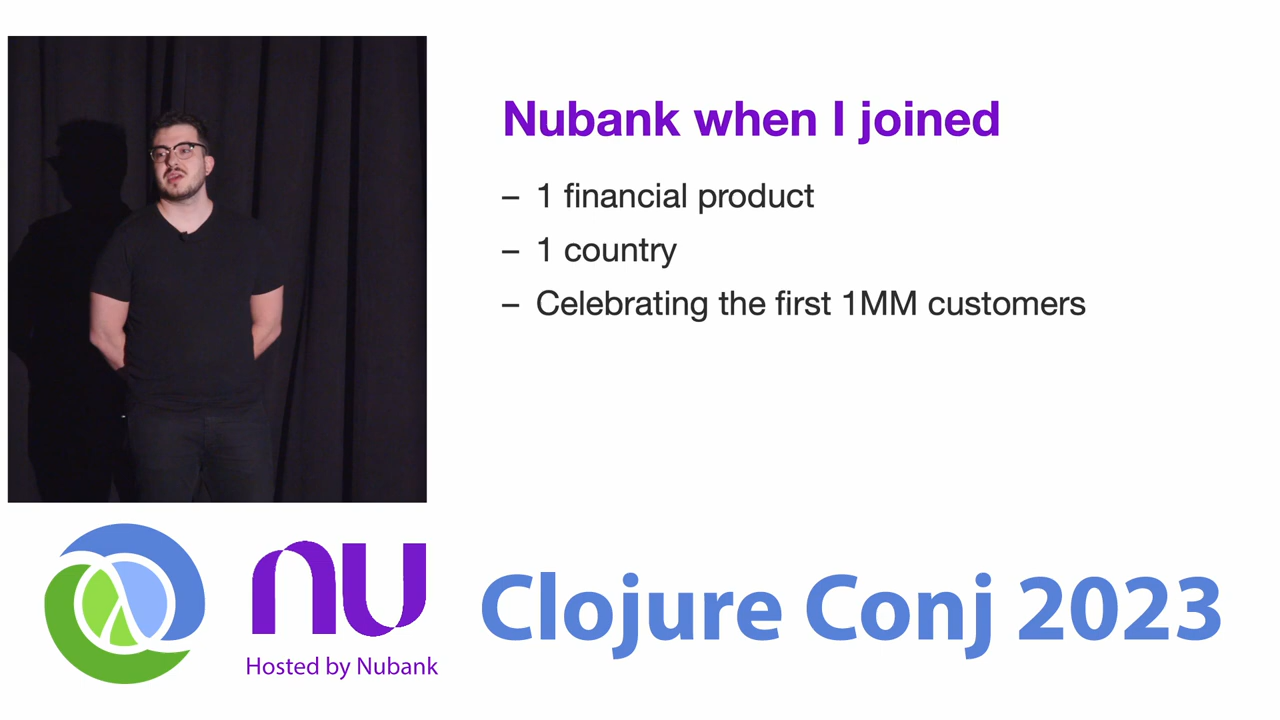 Nubank when I joined
– 1 financial product
– 1 country
– Celebrating the first 1MM customers
nu
Hosted by Nubank
Clojure Conj 2023